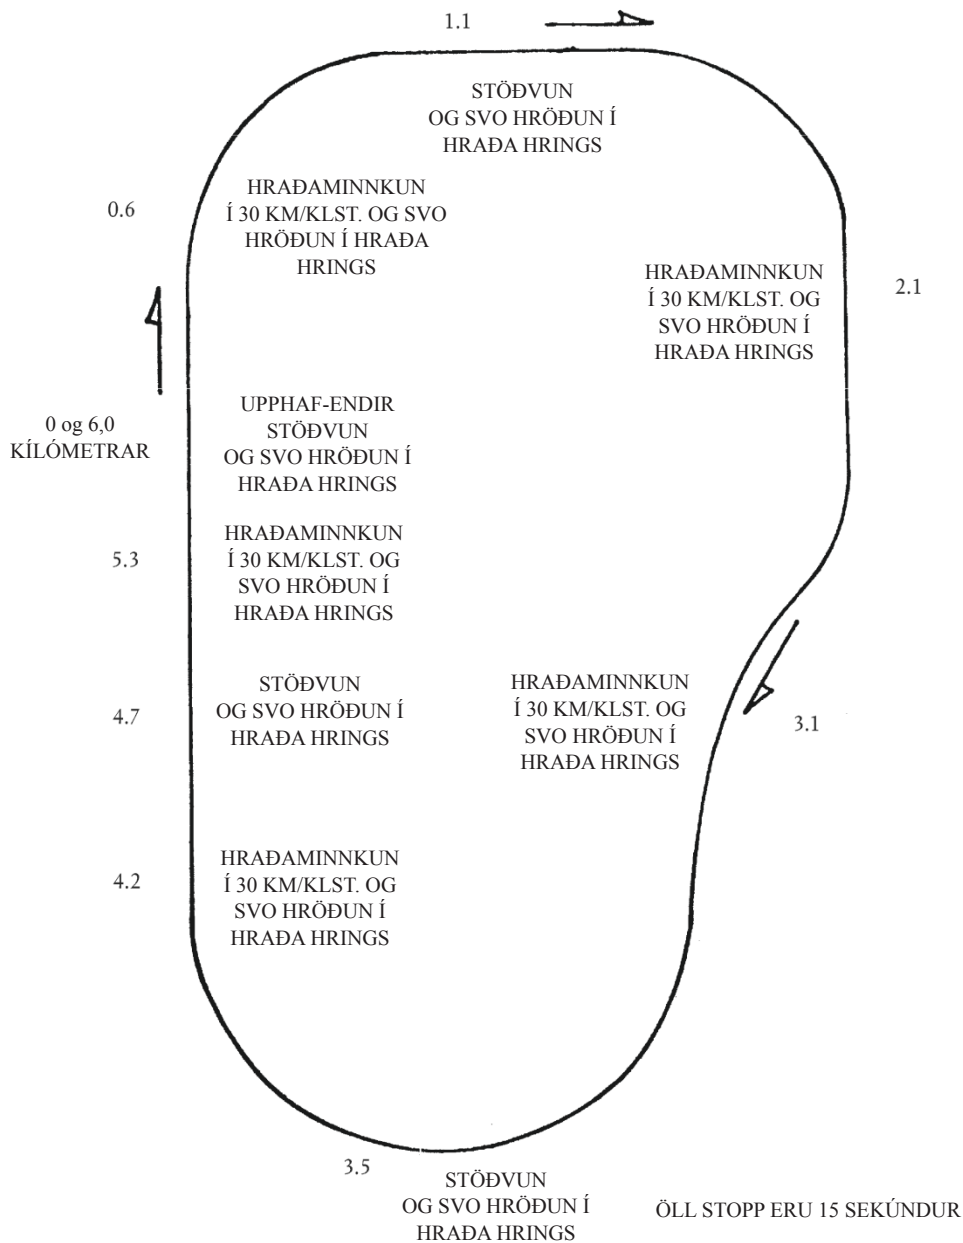 1.1
STÖÐVUN
OG SVO HRÖÐUN Í
HRAÐA HRINGS
0.6
HRAÐAMINNKUN
Í 30 KM/KLST. OG SVO
HRÖÐUN Í HRAÐA
HRINGS
HRAÐAMINNKUN
Í 30 KM/KLST. OG
SVO HRÖÐUN Í
HRAÐA HRINGS
2.1
0 og 6,0
KÍLÓMETRAR
UPPHAF-ENDIR
STÖÐVUN
OG SVO HRÖÐUN Í
HRAÐA HRINGS
5.3
HRAÐAMINNKUN
Í 30 KM/KLST. OG
SVO HRÖÐUN Í
HRAÐA HRINGS
4.7
STÖÐVUN
OG SVO HRÖÐUN Í
HRAÐA HRINGS
HRAÐAMINNKUN
Í 30 KM/KLST. OG
SVO HRÖÐUN Í
HRAÐA HRINGS
3.1
4.2
HRAÐAMINNKUN
Í 30 KM/KLST. OG
SVO HRÖÐUN Í
HRAÐA HRINGS
3.5
STÖÐVUN
OG SVO HRÖÐUN Í
HRAÐA HRINGS
ÖLL STOPP ERU 15 SEKÚNDUR